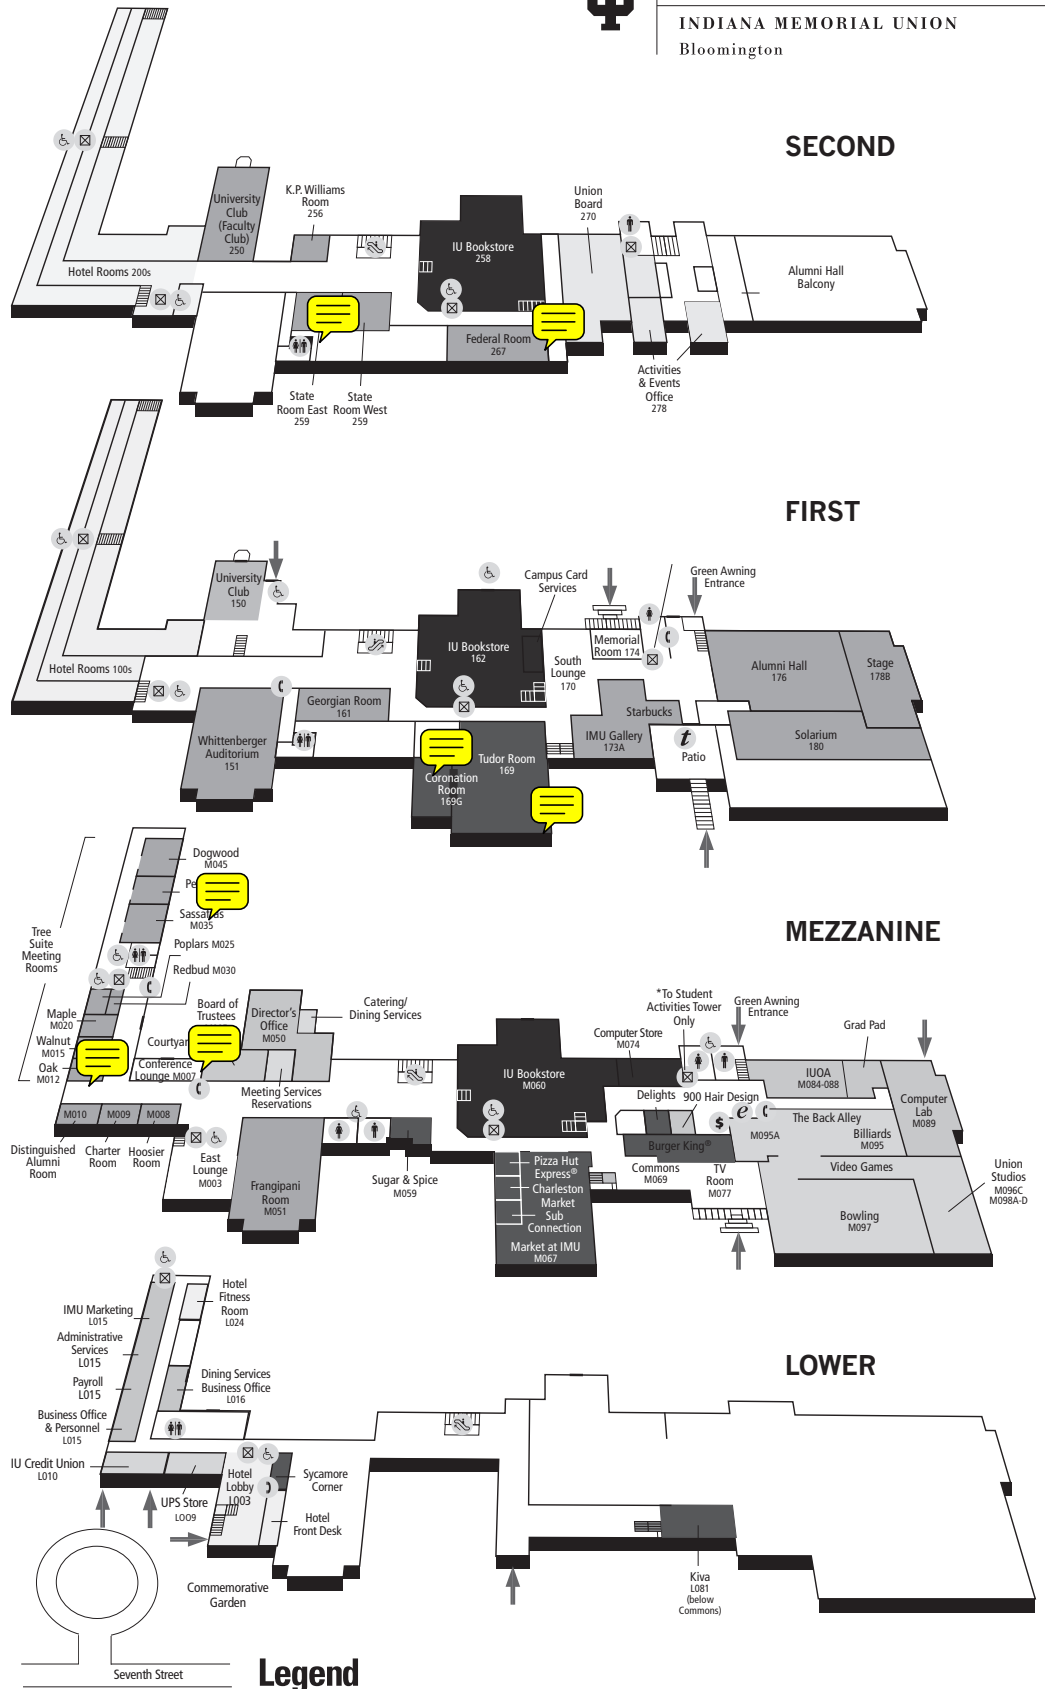 INDIANA MEMORIAL UNION
Bloomington
SECOND
University
Club
(Faculty
Club)
250
K.P. Williams
Room
256
IU Bookstore
258
Union
Board
270
Alumni Hall
Balcony
Hotel Rooms 200s
Federal Room
267
State
Room East
259
State
Room West
259
Activities
& Events
Office
278
FIRST
University
Club
150
Campus Card
Services
Green Awning
Entrance
IU Bookstore
162
South
Lounge
170
Memorial
Room 174
Alumni Hall
176
Stage
178B
Hotel Rooms 100s
Georgian Room
161
Starbucks
IMU Gallery
173A
Solarium
180
Whittenberger
Auditorium
151
Tudor Room
169
Coronation
Room
169G
t
Patio
MEZZANINE
Dogwood
M045
Pe
Sassafras
M035
Tree
Suite
Meeting
Rooms
Poplars M025
Redbud M030
Maple
M020
Walnut
M015
Oak
M012
Board of
Trustees
Courtyar
Conference
Lounge M007
Director's
Office
M050
Catering/
Dining Services
Meeting Services
Reservations
*To Student
Activities Tower
Only
Green Awning
Entrance
Grad Pad
Computer Store
M074
IU Bookstore
M060
IUOA
M084-088
Computer
Lab
M089
Delights
900 Hair Design
$
e
The Back Alley
M095A
Billiards
M095
Burger King®
M010
M009
M008
Distinguished
Alumni
Room
Charter
Room
Hoosier
Room
East
Lounge
M003
Frangipani
Room
M051
Sugar & Spice
M059
Pizza Hut
Express®
Charleston
Market
Sub
Connection
Market at IMU
M067
Commons
M069
TV
Room
M077
Video Games
Bowling
M097
Union
Studios
M096C
M098A-D
LOWER
IMU Marketing
L015
Administrative
Services
L015
Payroll
L015
Business Office
& Personnel
L015
Hotel
Fitness
Room
L024
Dining Services
Business Office
L016
IU Credit Union
L010
UPS Store
L009
Hotel
Lobby
L003
Sycamore
Corner
Hotel
Front Desk
Commemorative
Garden
Kiva
L081
(below
Commons)
Seventh Street
Legend